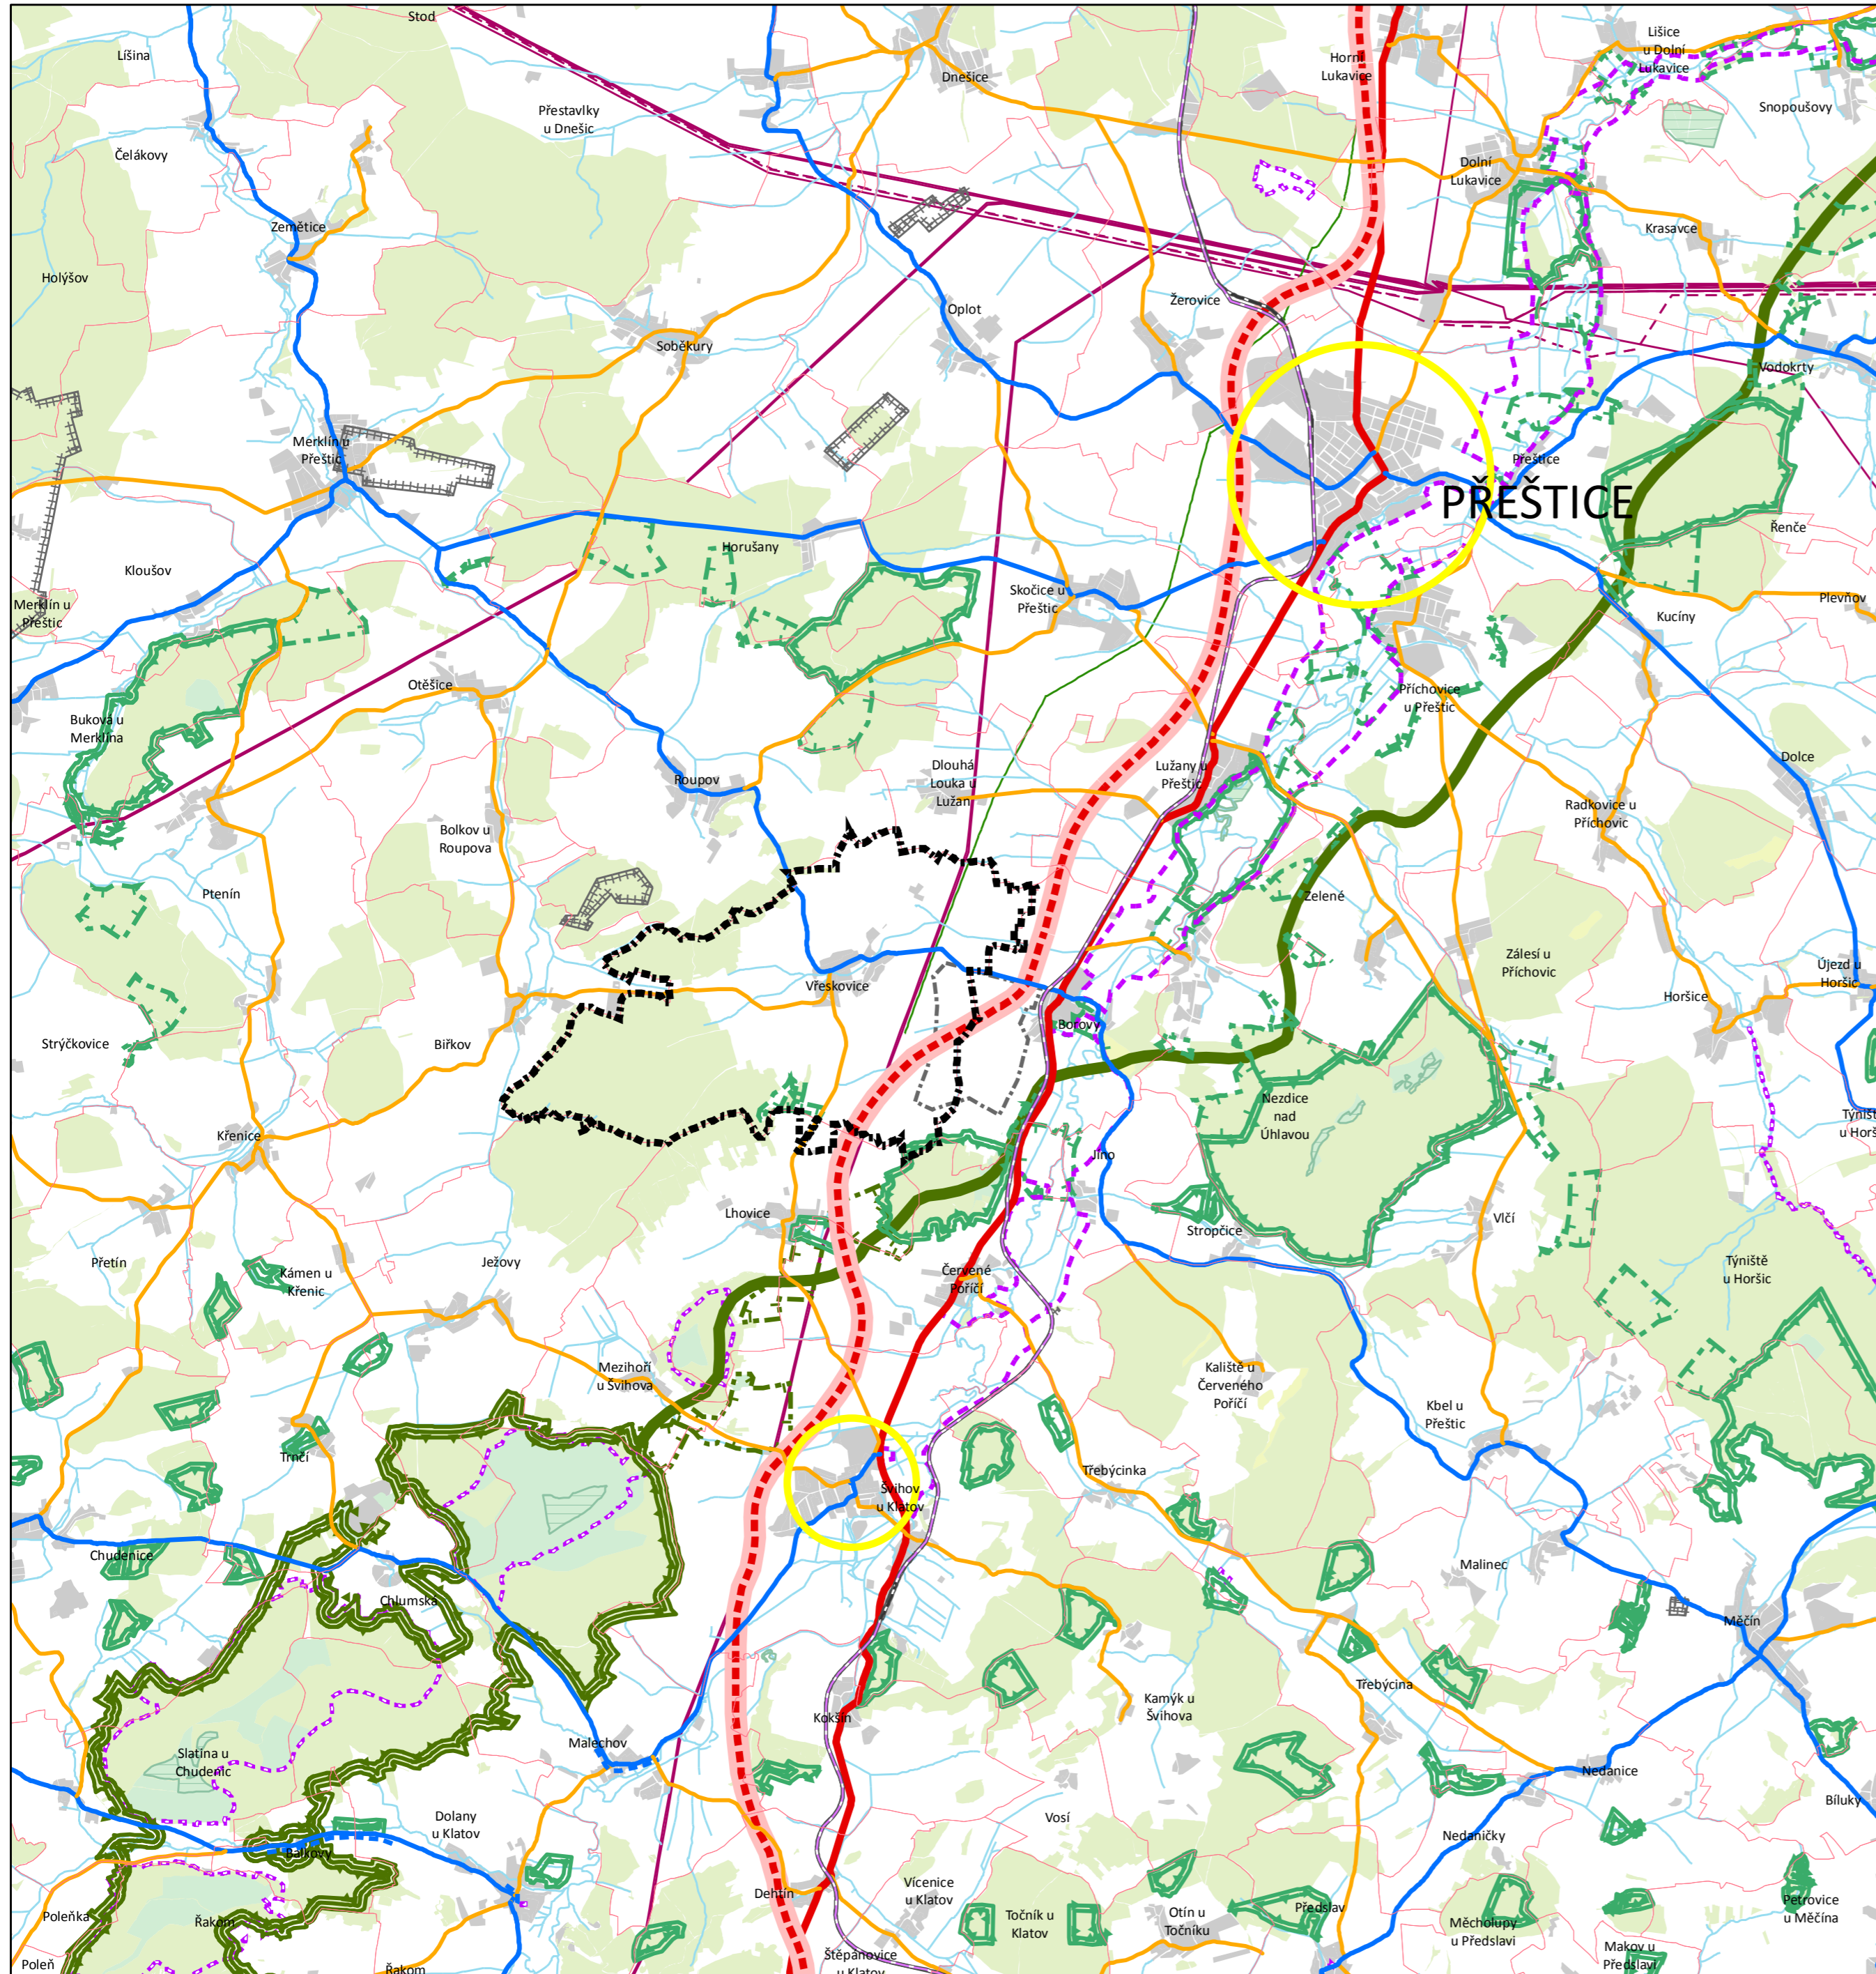 Stod
Líšina
Dnešice
Horní
Lukavice
Lišice
u Dolní
Lukavice
Snopoušovy
Přestavlky
u Dnešic
Čelákovy
Dolní
Lukavice
Zemětice
Krasavce
Holýšov
Žerovice
Oplot
Soběkury
Vodokrty
Merklín u
Přeštic
Přeštice
PŘEŠTICE
Řenče
Horušany
Kloušov
Skočice u
Přeštic
Plevňov
Merklín u
Přeštic
Kucíny
Otěšice
Příchovice
u Přeštic
Buková u
Merklína
Dolce
Lužany u
Přeštic
Dlouhá
Louka u
Lužan
Roupov
Radkovice u
Příchovic
Bolkov u
Roupova
Ptenín
Zelené
Zálesí u
Příchovic
Újezd u
Horšic
Vřeskovice
Horšice
Borovy
Strýčkovice
Biřkov
Nezdice
nad
Úhlavou
Týništ
u Horš
Křenice
Jíno
Lhovice
Vlčí
Stropčice
Přetín
Ježovy
Týniště
u Horšic
Kámen u
Křenic
Červené
Poříčí
Mezihoří
u Švihova
Kaliště u
Červeného
Poříčí
Kbel u
Přeštic
Trnčí
Třebýcinka
Švihov
u Klatov
Chudenice
Malinec
Chlumská
Měčín
Třebýcina
Kamýk u
Švihova
Kokšín
Malechov
Slatina u
Chudenic
Nedanice
Bíluky
Dolany
u Klatov
Vosí
Nedaničky
Balkovy
Dehtín
Vícenice
u Klatov
Předslav
Petrovice
u Měčína
Poleňka
Řakom
Točník u
Klatov
Otín u
Točníku
Měcholupy
u Předslavi
Makov u
Předslavi
Poleň
Řakom
Štěpánovice
u Klatov